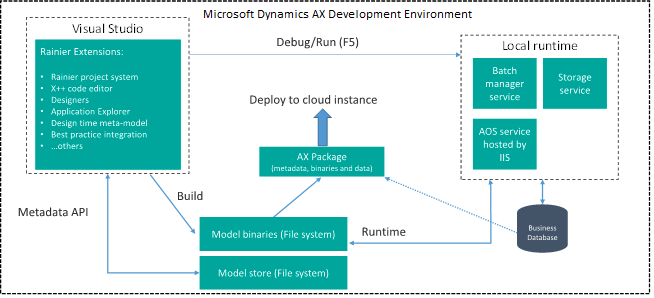 Microsoft Dynamics AX Development Environment
Visual Studio
Rainier Extensions:
• Rainier project system
• X++ code editor
• Designers
• Application Explorer
• Design time meta-model
• Best practice integration
• ...others
Debug/Run (F5)
Local runtime
Batch
manager
service
Storage
service
AOS service
hosted by
IIS
Deploy to cloud instance
AX Package
(metadata, binaries and data)
Build
Metadata API
Model binaries (File system)
Runtime
Business
Database
Model store (File system)